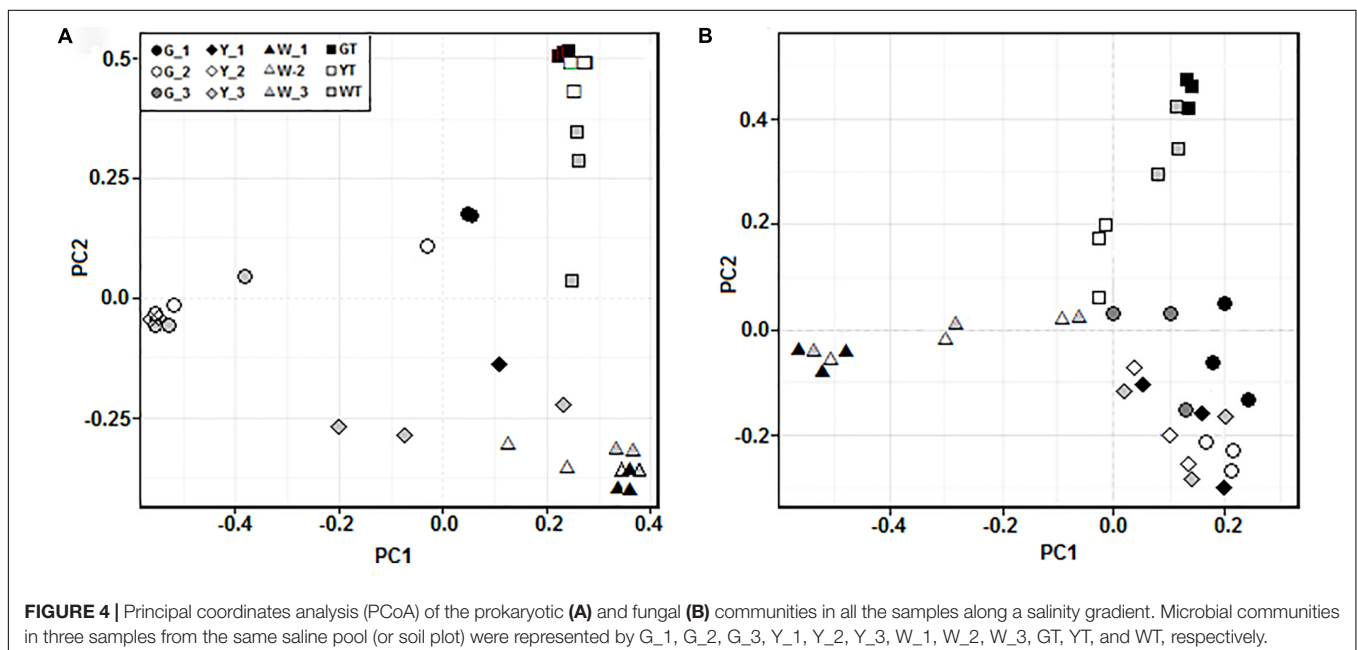 A
B
G_1 Y_1 W_1 GT
G_2 Y_2 W-2 YT
G_3 Y_3 W_3 WT
0.5
0.25
0.0
-0.25
PC2
-0.4 -0.2 0.0 0.2 0.4
PC1
0.4
0.2
0.0
-0.2
PC2
-0.4 -0.2 0.0 0.2
PC1
FIGURE 4 | Principal coordinates analysis (PCoA) of the prokaryotic (A) and fungal (B) communities in all the samples along a salinity gradient. Microbial communities
in three samples from the same saline pool (or soil plot) were represented by G_1, G_2, G_3, Y_1, Y_2, Y_3, W_1, W_2, W_3, GT, YT, and WT, respectively.